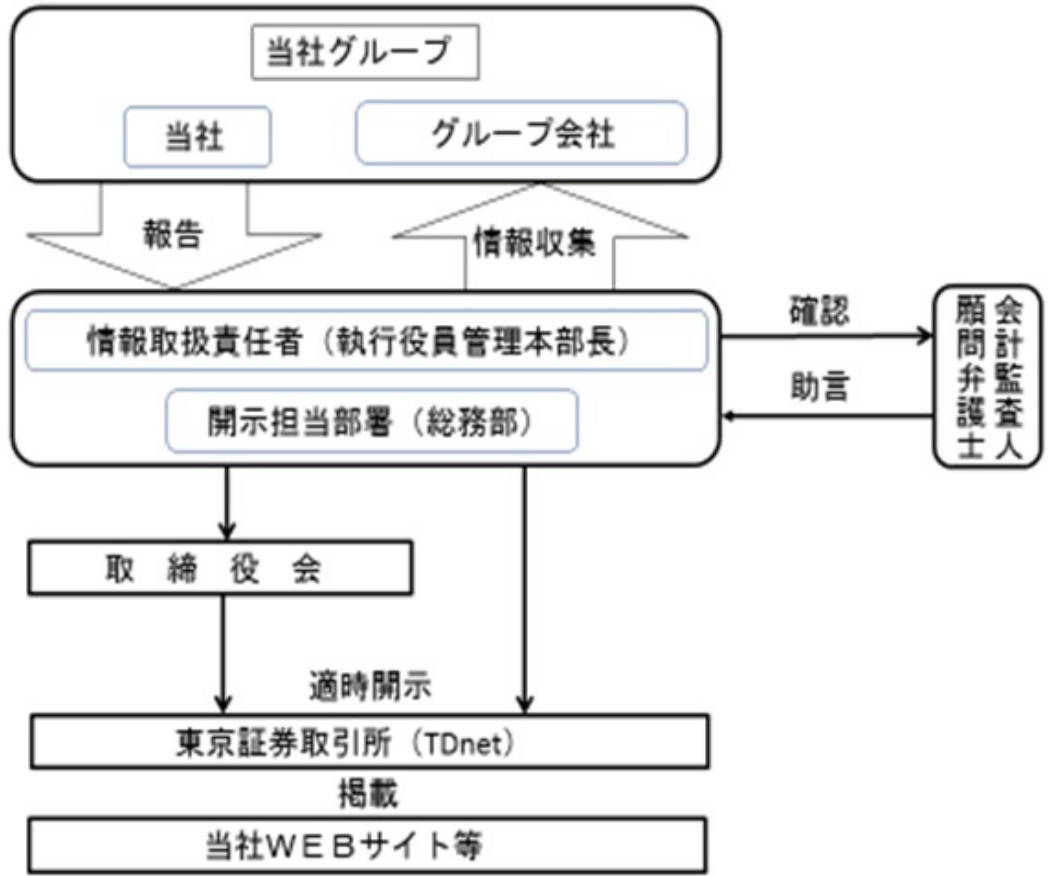 当社グループ
当社
グループ会社
報告
情報収集
情報取扱責任者（執行役員管理本部長）
開示担当部署（総務部）
確認
助言
会計監査人
顧問弁護士
取　締　役　会
適時開示
東京証券取引所（TDnet）
掲載
当社ＷＥＢサイト等